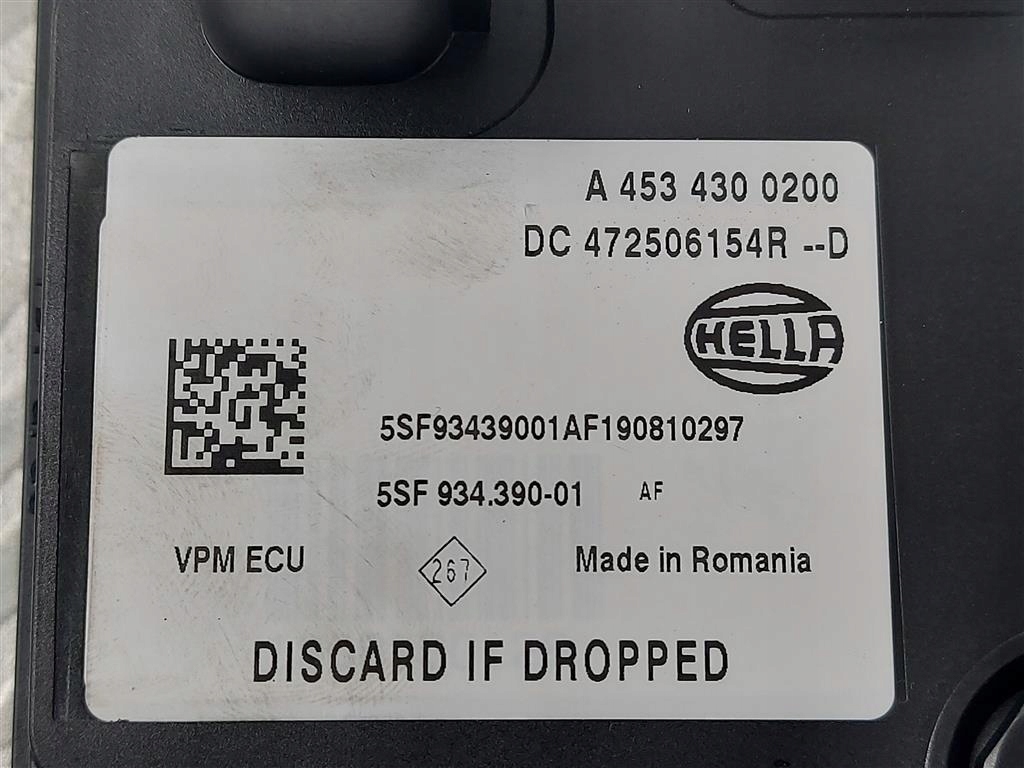 A 453 430 0200
DC 472506154R --D
HELLA
5SF93439001AF190810297
5SF 934.390-01 AF
VPM ECU 267 Made in Romania
DISCARD IF DROPPED